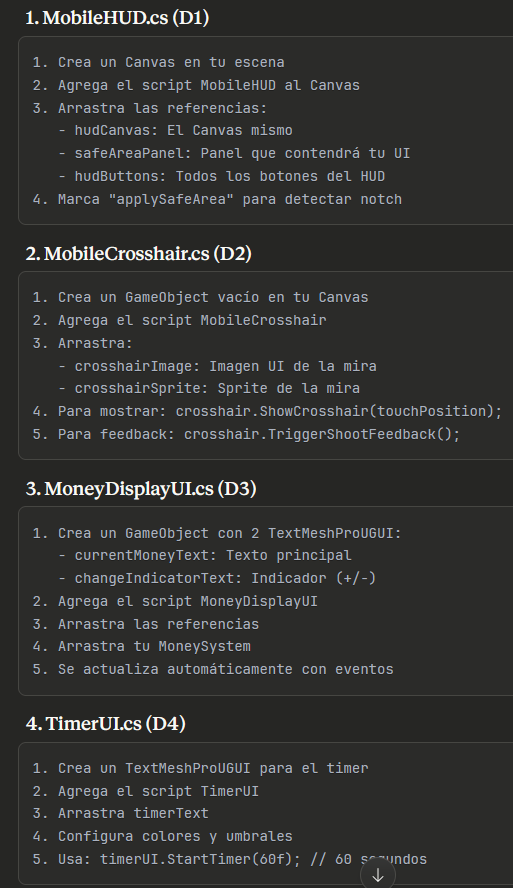 1. MobileHUD.cs (D1)
1. Crea un Canvas en tu escena
2. Agrega el script MobileHUD al Canvas
3. Arrastra las referencias:
- hudCanvas: El Canvas mismo
- safeAreaPanel: Panel que contendrá tu UI
- hudButtons: Todos los botones del HUD
4. Marca "applySafeArea" para detectar notch
2. MobileCrosshair.cs (D2)
1. Crea un GameObject vacío en tu Canvas
2. Agrega el script MobileCrosshair
3. Arrastra:
- crosshairImage: Imagen UI de la mira
- crosshairSprite: Sprite de la mira
4. Para mostrar: crosshair.ShowCrosshair(touchPosition);
5. Para feedback: crosshair.TriggerShootFeedback();
3. MoneyDisplayUI.cs (D3)
1. Crea un GameObject con 2 TextMeshProUGUI:
- currentMoneyText: Texto principal
- changeIndicatorText: Indicador (+/-)
2. Agrega el script MoneyDisplayUI
3. Arrastra las referencias
4. Arrastra tu MoneySystem
5. Se actualiza automáticamente con eventos
4. TimerUI.cs (D4)
1. Crea un TextMeshProUGUI para el timer
2. Agrega el script TimerUI
3. Arrastra timerText
4. Configura colores y umbrales
5. Usa: timerUI.StartTimer(60f); // 60 segundos